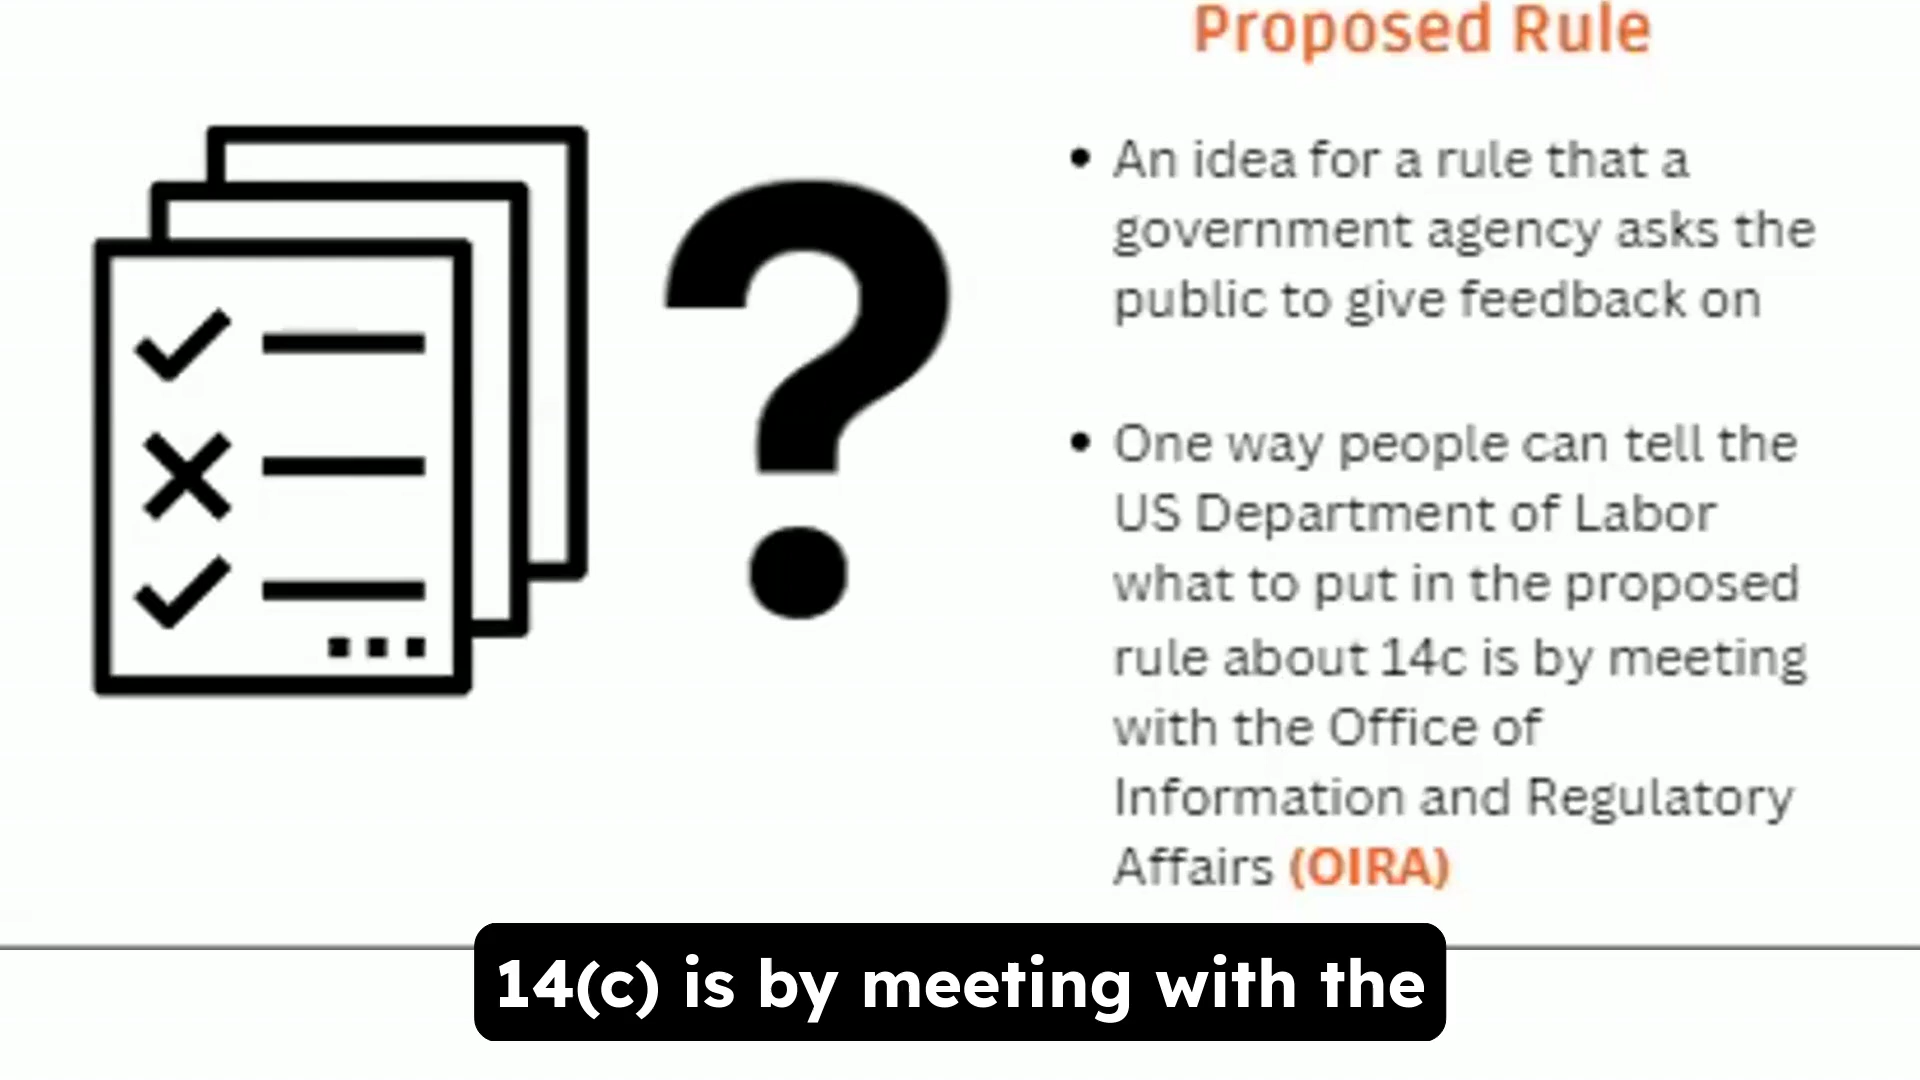 Proposed Rule
• An idea for a rule that a
government agency asks the
public to give feedback on
• One way people can tell the
US Department of Labor
what to put in the proposed
rule about 14c is by meeting
with the Office of
Information and Regulatory
Affairs (OIRA)
14(c) is by meeting with the